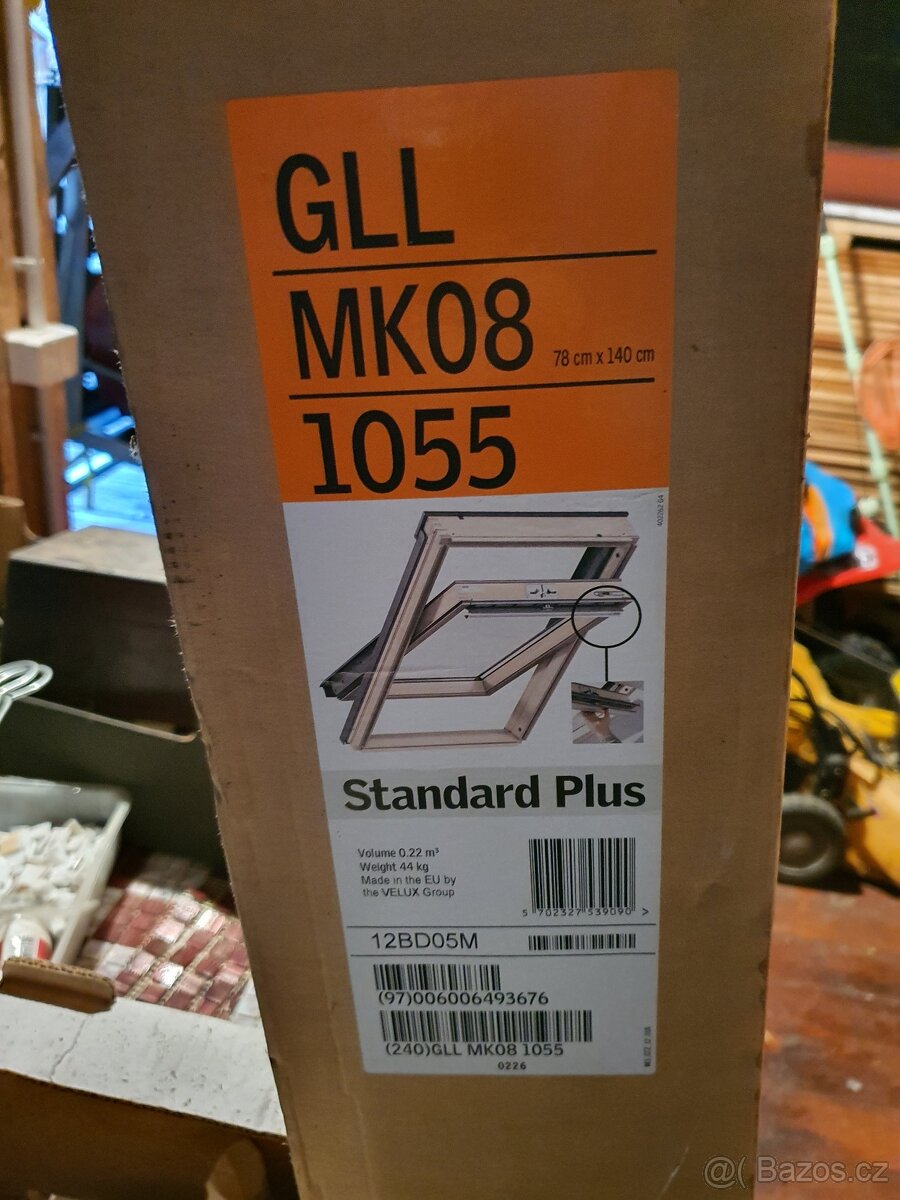 GLL
MK08 78 cm x 140 cm
1055
Standard Plus
Volume 0.22 m³
Weight 44 kg
Made in the EU by
the VELUX Group
5 702327 539090 >
12BD05M
(97)006006493676
(240)GLL MK08 1055
0226
@( Bazos.cz